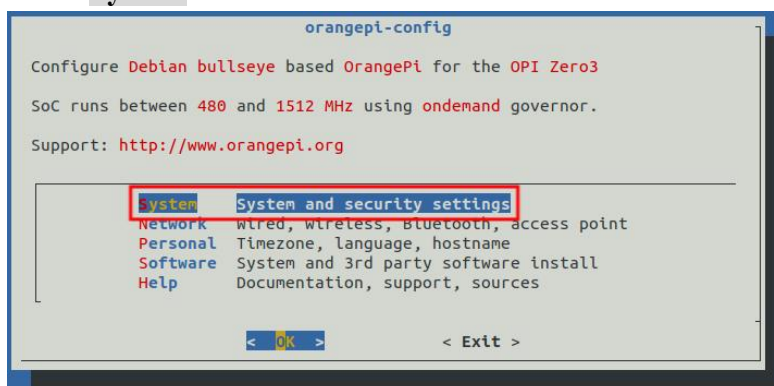 orangepi-config
Configure Debian bullseye based OrangePi for the OPI Zero3
SoC runs between 480 and 1512 MHz using ondemand governor.
Support: http://www.orangepi.org
System System and security settings
Network Wired, Wireless, Bluetooth, access point
Personal Timezone, language, hostname
Software System and 3rd party software install
Help Documentation, support, sources
< OK > < Exit >